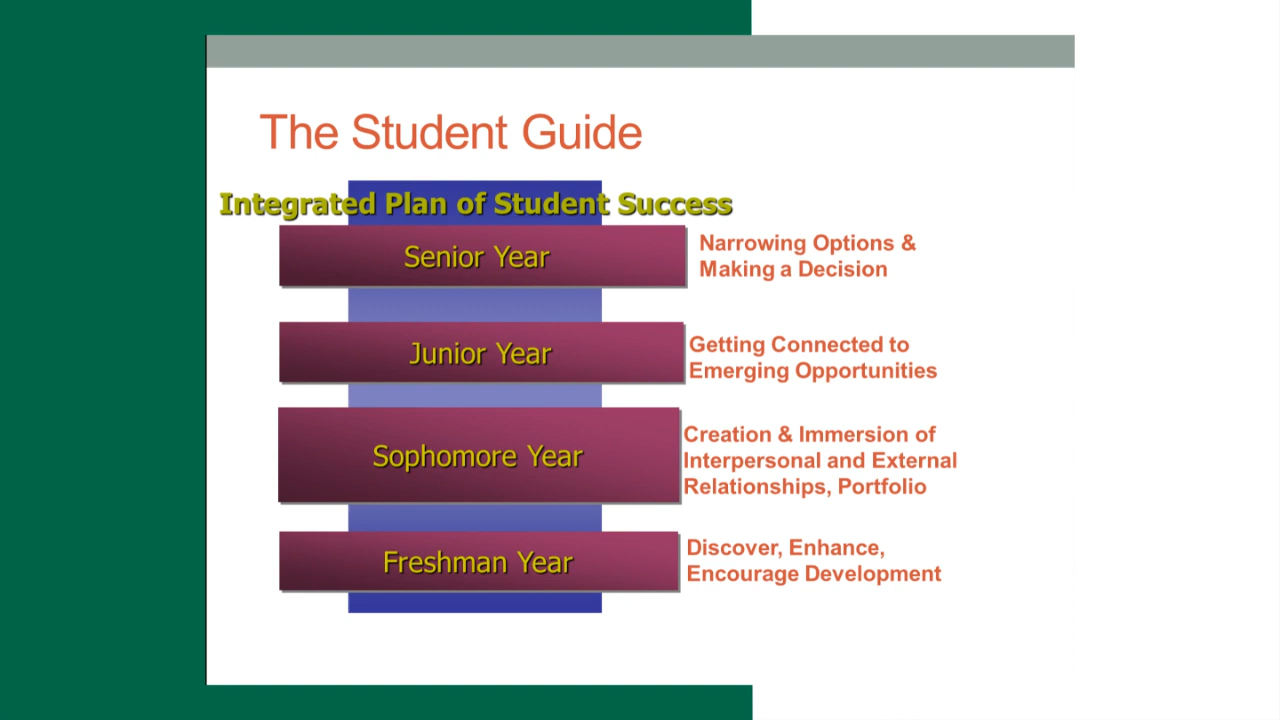 The Student Guide
Integrated Plan of Student Success
Senior Year
Narrowing Options &
Making a Decision
Junior Year
Getting Connected to
Emerging Opportunities
Sophomore Year
Creation & Immersion of
Interpersonal and External
Relationships, Portfolio
Freshman Year
Discover, Enhance,
Encourage Development